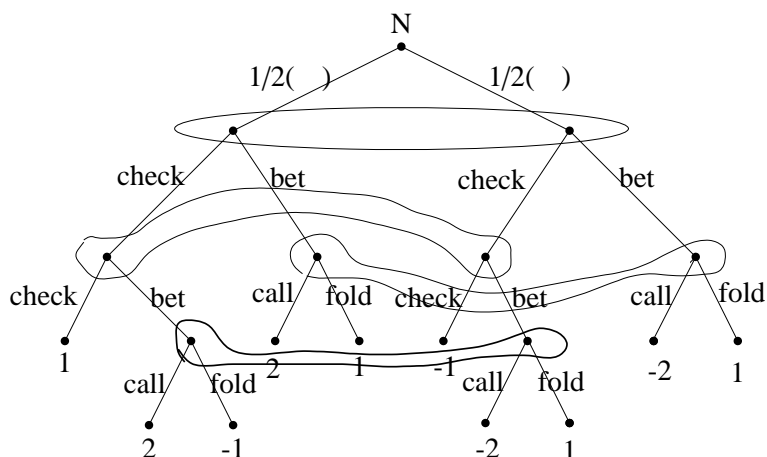 N
1/2( ) 1/2( )
check bet check bet
check bet call fold check bet call fold
1 2 1 -1 -2 1
call fold call fold
2 -1 -2 1